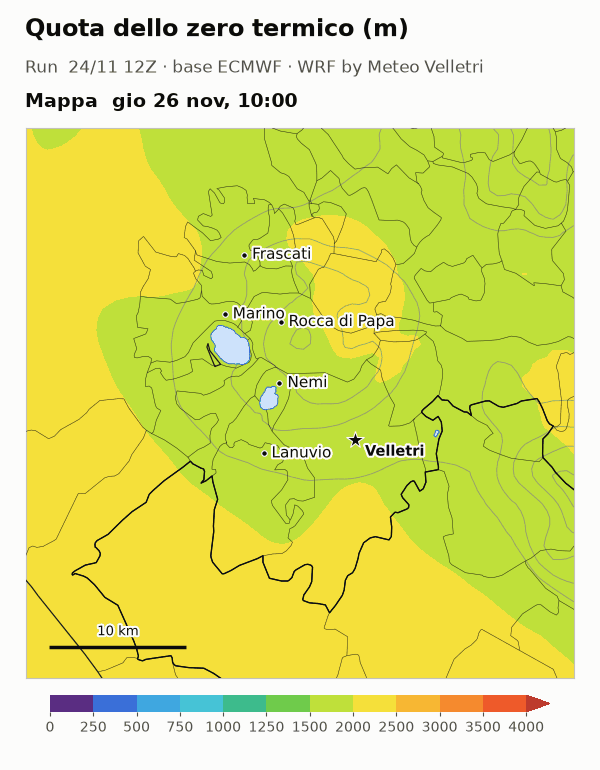 Quota dello zero termico (m)
Run  24/11 12Z · base ECMWF · WRF by Meteo Velletri
Mappa  gio 26 nov, 10:00
Frascati
Marino
Rocca di Papa
Nemi
Velletri
Lanuvio
10 km
0 250 500 750 1000 1250 1500 2000 2500 3000 3500 4000